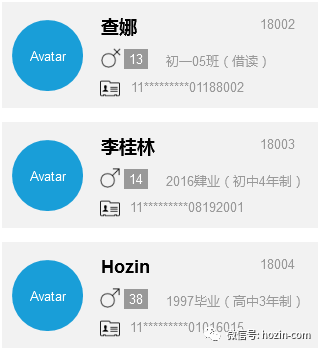 查娜 18002
Avatar
13 初一05班（借读）
11*********01188002
李桂林 18003
Avatar
14 2016肄业（初中4年制）
11*********08192001
Hozin 18004
Avatar
38 1997毕业（高中3年制）
11*********01016015
微信号: hozin-com